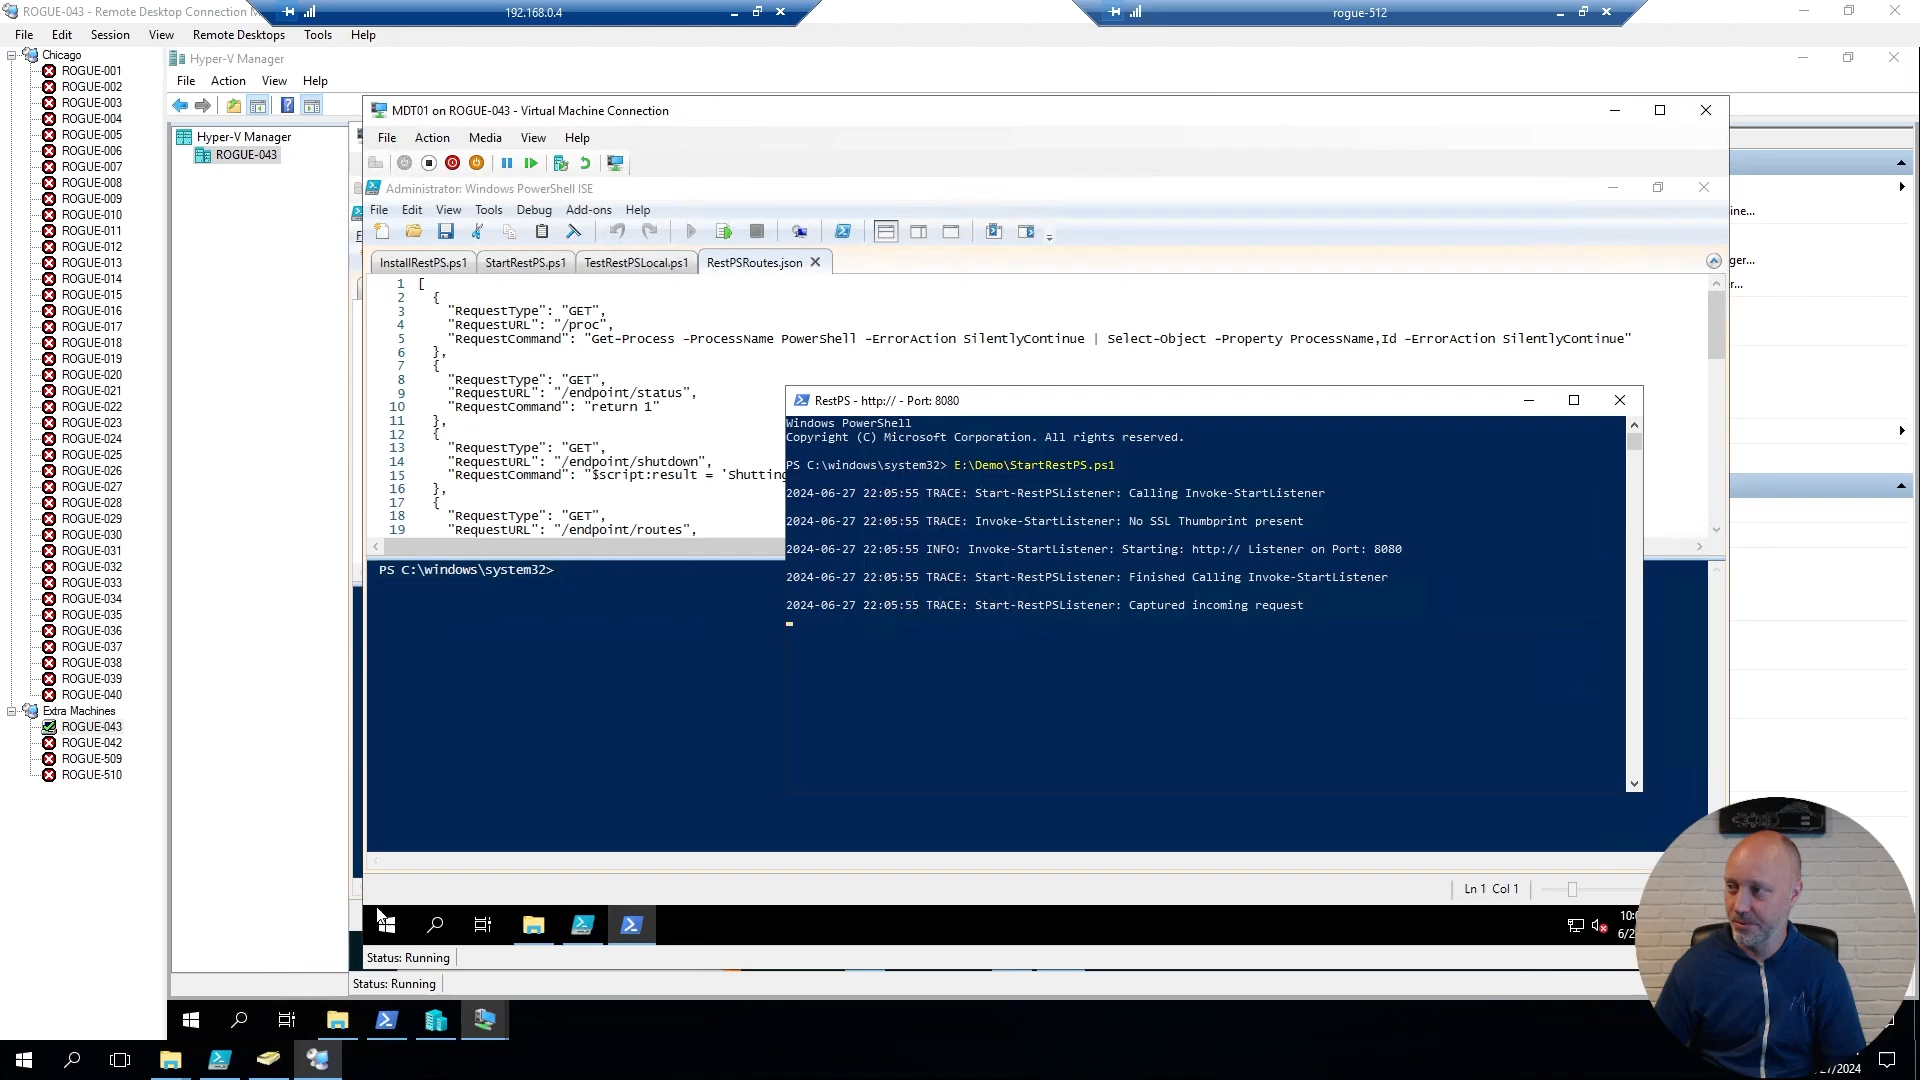 ROGUE-043 - Remote Desktop Connection M
192.168.0.4
rogue-512
File Edit Session View Remote Desktops Tools Help
Chicago
ROGUE-001
ROGUE-002
ROGUE-003
ROGUE-004
ROGUE-005
ROGUE-006
ROGUE-007
ROGUE-008
ROGUE-009
ROGUE-010
ROGUE-011
ROGUE-012
ROGUE-013
ROGUE-014
ROGUE-015
ROGUE-016
ROGUE-017
ROGUE-018
ROGUE-019
ROGUE-020
ROGUE-021
ROGUE-022
ROGUE-023
ROGUE-024
ROGUE-025
ROGUE-026
ROGUE-027
ROGUE-028
ROGUE-029
ROGUE-030
ROGUE-031
ROGUE-032
ROGUE-033
ROGUE-034
ROGUE-035
ROGUE-036
ROGUE-037
ROGUE-038
ROGUE-039
ROGUE-040
Extra Machines
ROGUE-043
ROGUE-042
ROGUE-509
ROGUE-510
Hyper-V Manager
File Action View Help
Hyper-V Manager
ROGUE-043
MDT01 on ROGUE-043 - Virtual Machine Connection
File Action Media View Help
Administrator: Windows PowerShell ISE
File Edit View Tools Debug Add-ons Help
InstallRestPS.ps1 StartRestPS.ps1 TestRestPSLocal.ps1 RestPSRoutes.json
1 [
2 {
3 "RequestType": "GET",
4 "RequestURL": "/proc",
5 "RequestCommand": "Get-Process -ProcessName PowerShell -ErrorAction SilentlyContinue | Select-Object -Property ProcessName,Id -ErrorAction SilentlyContinue"
6 },
7 {
8 "RequestType": "GET",
9 "RequestURL": "/endpoint/status",
10 "RequestCommand": "return 1"
11 },
12 {
13 "RequestType": "GET",
14 "RequestURL": "/endpoint/shutdown",
15 "RequestCommand": "$script:result = 'Shutting
16 },
17 {
18 "RequestType": "GET",
19 "RequestURL": "/endpoint/routes",
PS C:\windows\system32>
RestPS - http:// - Port: 8080
Windows PowerShell
Copyright (C) Microsoft Corporation. All rights reserved.
PS C:\windows\system32> E:\Demo\StartRestPS.ps1
2024-06-27 22:05:55 TRACE: Start-RestPSListener: Calling Invoke-StartListener
2024-06-27 22:05:55 TRACE: Invoke-StartListener: No SSL Thumbprint present
2024-06-27 22:05:55 INFO: Invoke-StartListener: Starting: http:// Listener on Port: 8080
2024-06-27 22:05:55 TRACE: Start-RestPSListener: Finished Calling Invoke-StartListener
2024-06-27 22:05:55 TRACE: Start-RestPSListener: Captured incoming request
ine...
ger...
r...
Ln 1 Col 1
10:
6/2
Status: Running
Status: Running
/27/2024